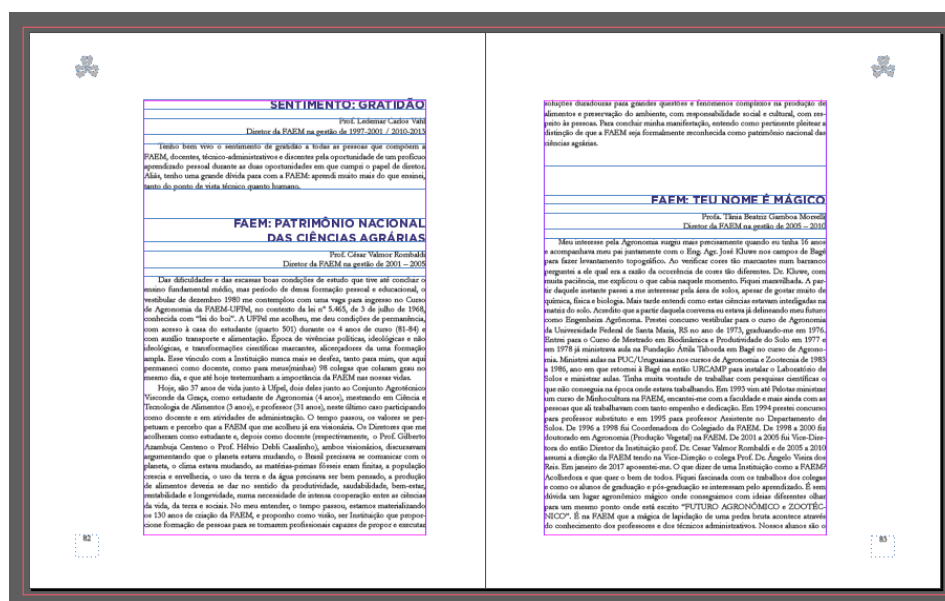 SENTIMENTO: GRATIDÃO
Prof. Ledemar Carlos Vahl
Diretor da FAEM na gestão de 1997-2001 / 2010-2013
Tenho bem vivo o sentimento de gratidão a todas as pessoas que compõem a
FAEM, docentes, técnico-administrativos e discentes pela oportunidade de um profícuo
aprendizado pessoal durante as duas oportunidades em que cumpri o papel de diretor.
Aliás, tenho uma grande dívida para com a FAEM: aprendi muito mais do que ensinei,
tanto do ponto de vista técnico quanto humano.
FAEM: PATRIMÔNIO NACIONAL
DAS CIÊNCIAS AGRÁRIAS
Prof. César Valmor Rombaldi
Diretor da FAEM na gestão de 2001 – 2005
Das dificuldades e das escassas boas condições de estudo que tive até concluir o
ensino fundamental médio, mas período de densa formação pessoal e educacional, o
vestibular de dezembro 1980 me contemplou com uma vaga para ingresso no Curso
de Agronomia da FAEM-UFPel, no contexto da lei n° 5.465, de 3 de julho de 1968,
conhecida com "lei do boi". A UFPel me acolheu, me deu condições de permanência,
com acesso à casa do estudante (quarto 501) durante os 4 anos de curso (81-84) e
com auxílio transporte e alimentação. Época de vivências políticas, ideológicas e não
ideológicas, e transformações científicas marcantes, alicerçadores da uma formação
ampla. Esse vínculo com a Instituição nunca mais se desfez, tanto para mim, que aqui
permaneci como docente, como para meus(minhas) 98 colegas que colaram grau no
mesmo dia, e que até hoje testemunham a importância da FAEM nas nossas vidas.
Hoje, são 37 anos de vida junto à Ufpel, dois deles junto ao Conjunto Agrotécnico
Visconde da Graça, como estudante de Agronomia (4 anos), mestrando em Ciência e
Tecnologia de Alimentos (3 anos), e professor (31 anos), neste último caso participando
como docente e em atividades de administração. O tempo passou, os valores se per-
petuam e percebo que a FAEM que me acolheu já era visionária. Os Diretores que me
acolheram como estudante e, depois como docente (respectivamente, o Prof. Gilberto
Azambuja Centeno o Prof. Hélvio Debli Casalinho), ambos visionários, discursavam
argumentando que o planeta estava mudando, o Brasil precisava se comunicar com o
planeta, o clima estava mudando, as matérias-primas fósseis eram finitas, a população
crescia e envelhecia, o uso da terra e da água precisava ser bem pensado, a produção
de alimentos deveria se dar no sentido da produtividade, saudabilidade, bem-estar,
rentabilidade e longevidade, numa necessidade de intensa cooperação entre as ciências
da vida, da terra e sociais. No meu entender, o tempo passou, estamos materializando
os 130 anos de criação da FAEM, e proponho como visão, ser Instituição que propor-
cione formação de pessoas para se tornarem profissionais capazes de propor e executar
82
soluções duradouras para grandes questões e fenômenos complexos na produção de
alimentos e preservação do ambiente, com responsabilidade social e cultural, com res-
peito às pessoas. Para concluir minha manifestação, entendo como pertinente pleitear a
distinção de que a FAEM seja formalmente reconhecida como patrimônio nacional das
ciências agrárias.
FAEM: TEU NOME É MÁGICO
Profa. Tânia Beatriz Gamboa Morselli
Diretor da FAEM na gestão de 2005 – 2010
Meu interesse pela Agronomia surgiu mais precisamente quando eu tinha 16 anos
e acompanhava meu pai juntamente com o Eng. Agr. José Kluwe nos campos de Bagé
para fazer levantamento topográfico. Ao verificar cores tão marcantes num barranco
perguntei a ele qual era a razão da ocorrência de cores tão diferentes. Dr. Kluwe, com
muita paciência, me explicou o que cabia naquele momento. Fiquei maravilhada. A par-
tir daquele instante passei a me interessar pela área de solos, apesar de gostar muito de
química, física e biologia. Mais tarde entendi como estas ciências estavam interligadas na
matriz do solo. Acredito que a partir daquela conversa eu estava já delineando meu futuro
como Engenheira Agrônoma. Prestei concurso vestibular para o curso de Agronomia
da Universidade Federal de Santa Maria, RS no ano de 1973, graduando-me em 1976.
Entrei para o Curso de Mestrado em Biodinâmica e Produtividade do Solo em 1977 e
em 1978 já ministrava aula na Fundação Áttila Taborda em Bagé no curso de Agrono-
mia. Ministrei aulas na PUC/Uruguaiana nos cursos de Agronomia e Zootecnia de 1983
a 1986, ano em que retornei à Bagé na então URCAMP para instalar o Laboratório de
Solos e ministrar aulas. Tinha muita vontade de trabalhar com pesquisas científicas o
que não conseguia na época onde estava trabalhando. Em 1993 vim até Pelotas ministrar
um curso de Minhocultura na FAEM, encantei-me com a faculdade e mais ainda com as
pessoas que ali trabalhavam com tanto empenho e dedicação. Em 1994 prestei concurso
para professor substituto e em 1995 para professor Assistente no Departamento de
Solos. De 1996 a 1998 fui Coordenadora do Colegiado da FAEM. De 1998 a 2000 fiz
doutorado em Agronomia (Produção Vegetal) na FAEM. De 2001 a 2005 fui Vice-Dire-
tora do então Diretor da Instituição prof. Dr. Cesar Valmor Rombaldi e de 2005 a 2010
assumi a direção da FAEM tendo na Vice-Direção o colega Prof. Dr. Ângelo Vieira dos
Reis. Em janeiro de 2017 aposentei-me. O que dizer de uma Instituição como a FAEM?
Acolhedora e que quer o bem de todos. Fiquei fascinada com os trabalhos dos colegas
e como os alunos de graduação e pós-graduação se interessam pelo aprendizado. É sem
dúvida um lugar agronômico mágico onde conseguimos com ideias diferentes olhar
para um mesmo ponto onde está escrito "FUTURO AGRONÔMICO e ZOOTÉC-
NICO". É na FAEM que a mágica de lapidação de uma pedra bruta acontece através
do conhecimento dos professores e dos técnicos administrativos. Nossos alunos são o
83